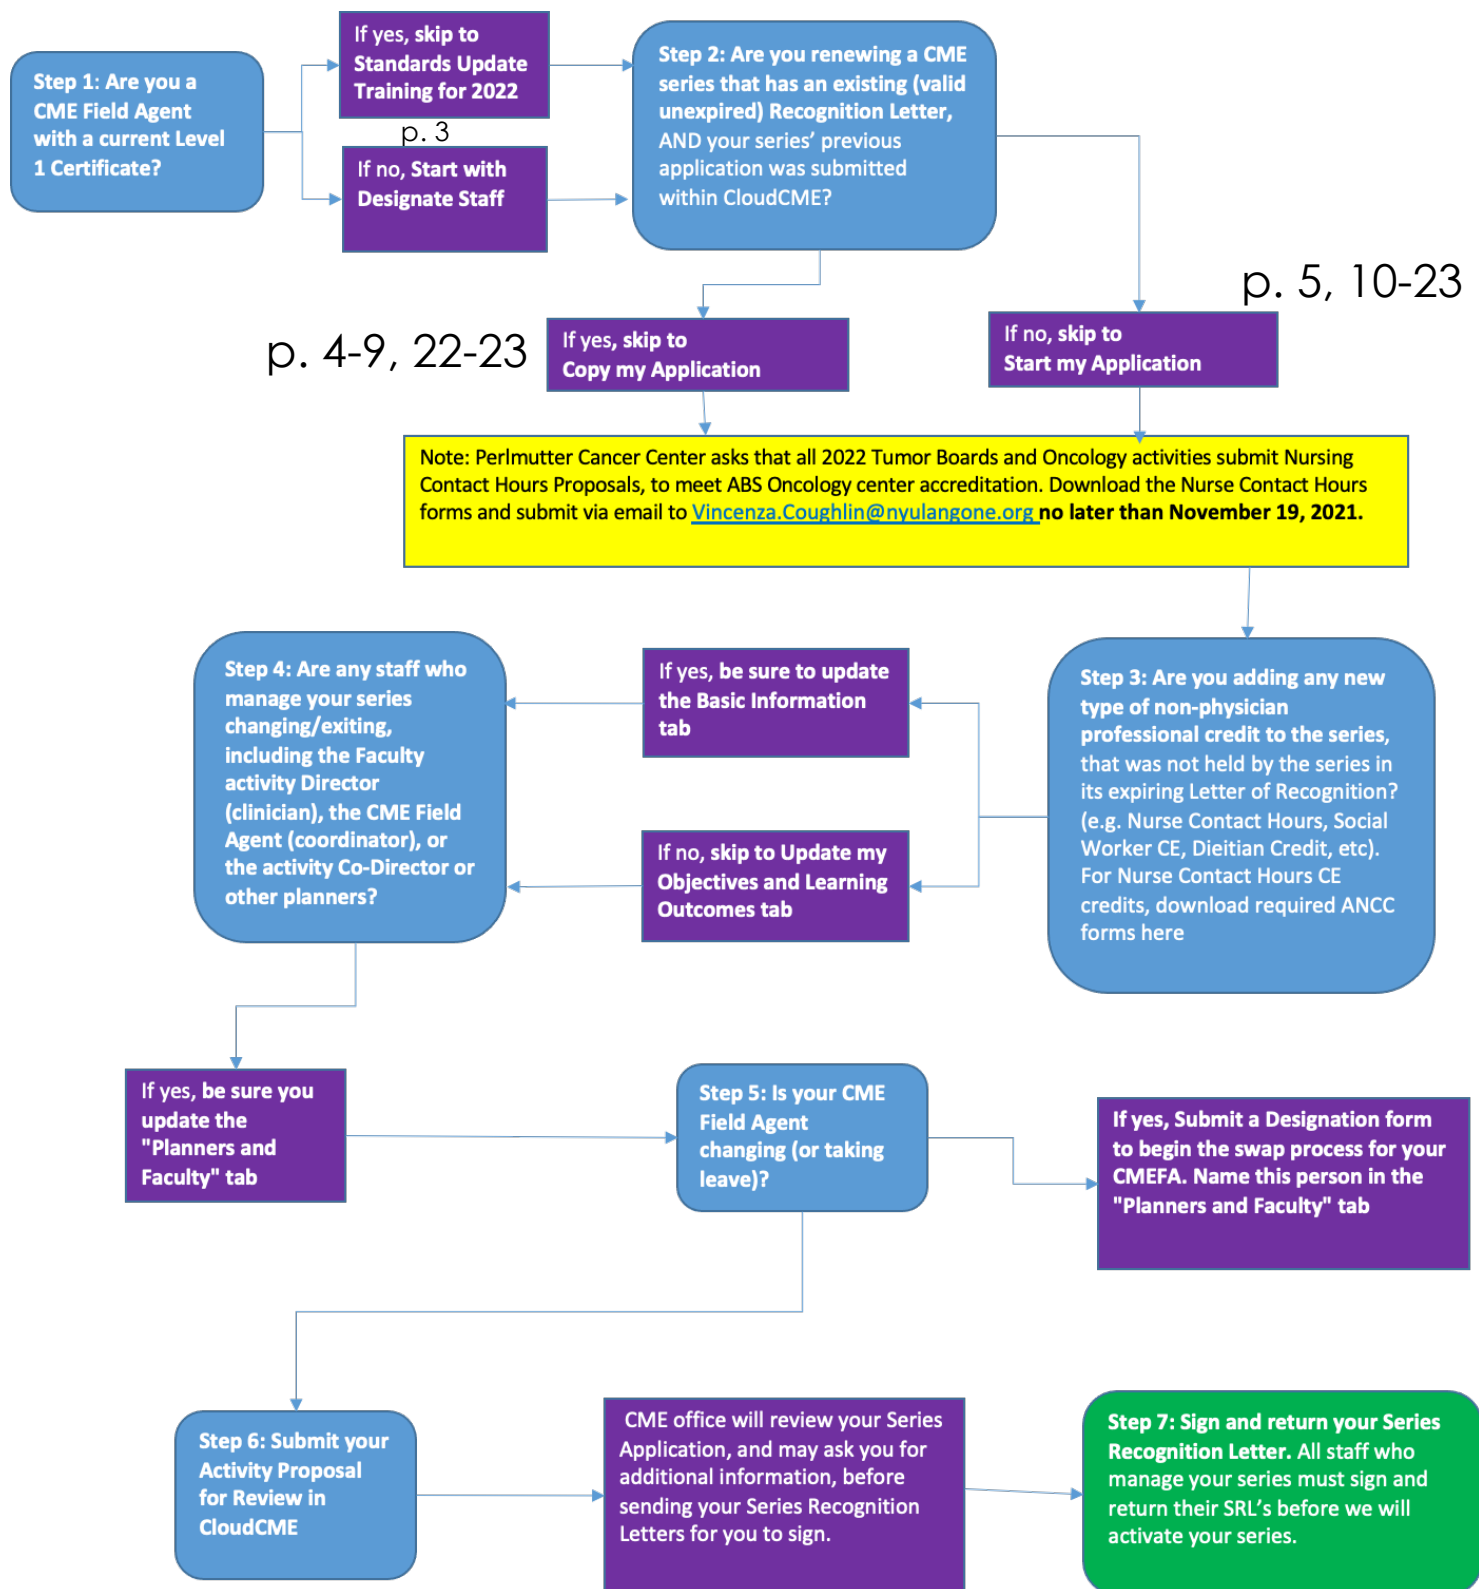 Step 1: Are you a
CME Field Agent
with a current Level
1 Certificate?
If yes, skip to
Standards Update
Training for 2022
p. 3
If no, Start with
Designate Staff
Step 2: Are you renewing a CME
series that has an existing (valid
unexpired) Recognition Letter,
AND your series’ previous
application was submitted
within CloudCME?
p. 4-9, 22-23
If yes, skip to
Copy my Application
p. 5, 10-23
If no, skip to
Start my Application
Note: Perlmutter Cancer Center asks that all 2022 Tumor Boards and Oncology activities submit Nursing
Contact Hours Proposals, to meet ABS Oncology center accreditation. Download the Nurse Contact Hours
forms and submit via email to Vincenza.Coughlin@nyulangone.org no later than November 19, 2021.
Step 3: Are you adding any new
type of non-physician
professional credit to the series,
that was not held by the series in
its expiring Letter of Recognition?
(e.g. Nurse Contact Hours, Social
Worker CE, Dieitian Credit, etc).
For Nurse Contact Hours CE
credits, download required ANCC
forms here
If yes, be sure to update
the Basic Information
tab
If no, skip to Update my
Objectives and Learning
Outcomes tab
Step 4: Are any staff who
manage your series
changing/exiting,
including the Faculty
activity Director
(clinician), the CME Field
Agent (coordinator), or
the activity Co-Director or
other planners?
If yes, be sure you
update the
"Planners and
Faculty" tab
Step 5: Is your CME
Field Agent
changing (or taking
leave)?
If yes, Submit a Designation form
to begin the swap process for your
CMEFA. Name this person in the
"Planners and Faculty" tab
Step 6: Submit your
Activity Proposal
for Review in
CloudCME
CME office will review your Series
Application, and may ask you for
additional information, before
sending your Series Recognition
Letters for you to sign.
Step 7: Sign and return your Series
Recognition Letter. All staff who
manage your series must sign and
return their SRL’s before we will
activate your series.